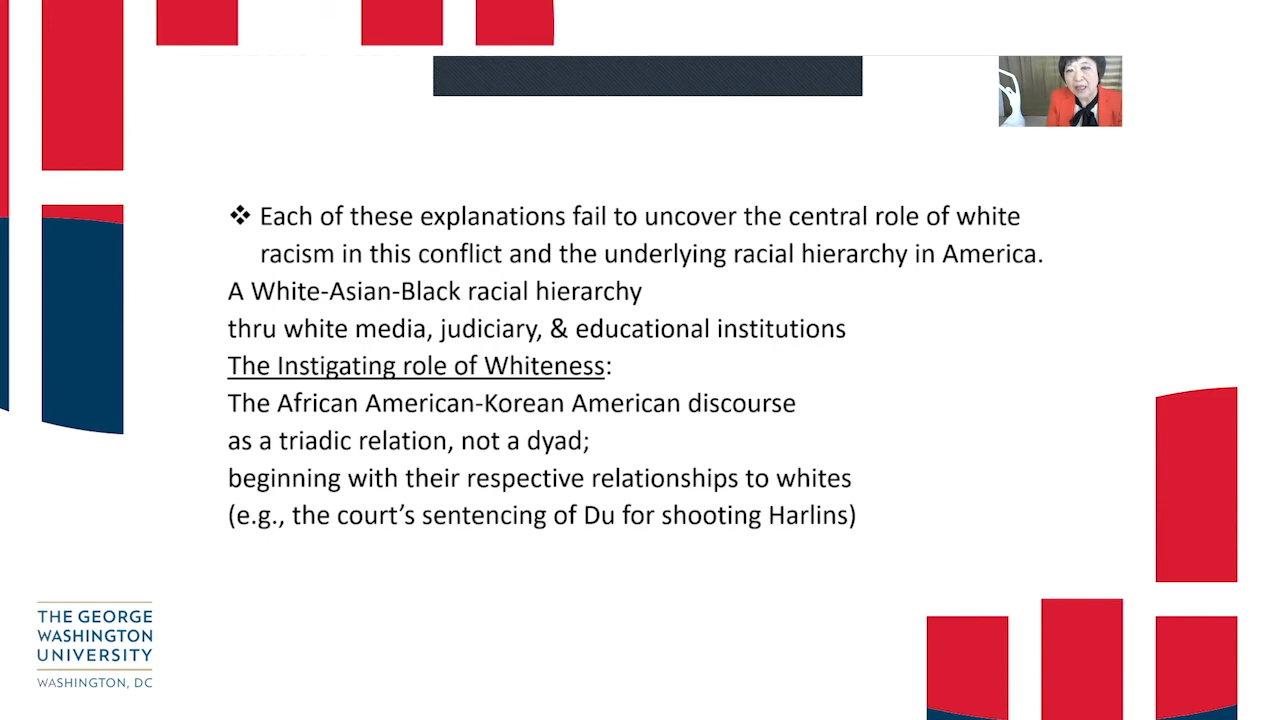 ❖ Each of these explanations fail to uncover the central role of white
racism in this conflict and the underlying racial hierarchy in America.
A White-Asian-Black racial hierarchy
thru white media, judiciary, & educational institutions
The Instigating role of Whiteness:
The African American-Korean American discourse
as a triadic relation, not a dyad;
beginning with their respective relationships to whites
(e.g., the court’s sentencing of Du for shooting Harlins)
THE GEORGE
WASHINGTON
UNIVERSITY
WASHINGTON, DC